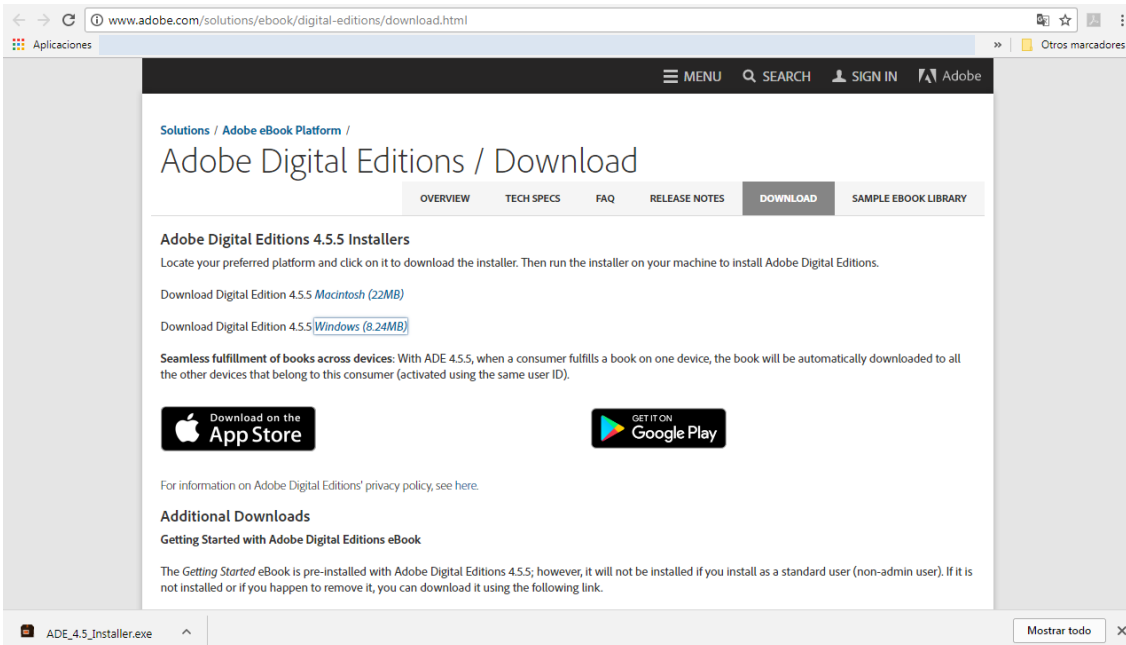 www.adobe.com/solutions/ebook/digital-editions/download.html
Aplicaciones
» Otros marcadores
MENU SEARCH SIGN IN Adobe
Solutions / Adobe eBook Platform /
Adobe Digital Editions / Download
OVERVIEW TECH SPECS FAQ RELEASE NOTES DOWNLOAD SAMPLE EBOOK LIBRARY
Adobe Digital Editions 4.5.5 Installers
Locate your preferred platform and click on it to download the installer. Then run the installer on your machine to install Adobe Digital Editions.
Download Digital Edition 4.5.5 Macintosh (22MB)
Download Digital Edition 4.5.5 Windows (8.24MB)
Seamless fulfillment of books across devices: With ADE 4.5.5, when a consumer fulfills a book on one device, the book will be automatically downloaded to all
the other devices that belong to this consumer (activated using the same user ID).
Download on the
App Store
GET IT ON
Google Play
For information on Adobe Digital Editions' privacy policy, see here.
Additional Downloads
Getting Started with Adobe Digital Editions eBook
The Getting Started eBook is pre-installed with Adobe Digital Editions 4.5.5; however, it will not be installed if you install as a standard user (non-admin user). If it is
not installed or if you happen to remove it, you can download it using the following link.
ADE_4.5_Installer.exe
Mostrar todo